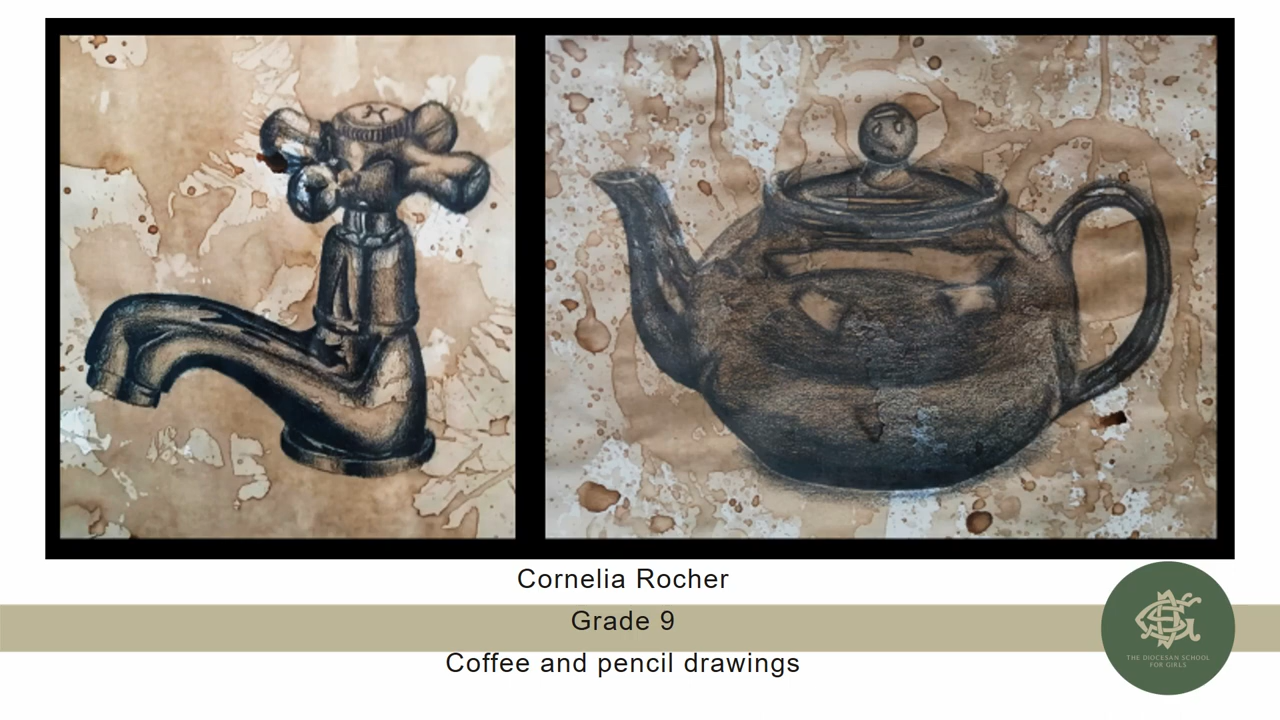 Cornelia Rocher
Grade 9
Coffee and pencil drawings
THE DIOCESAN SCHOOL
FOR GIRLS